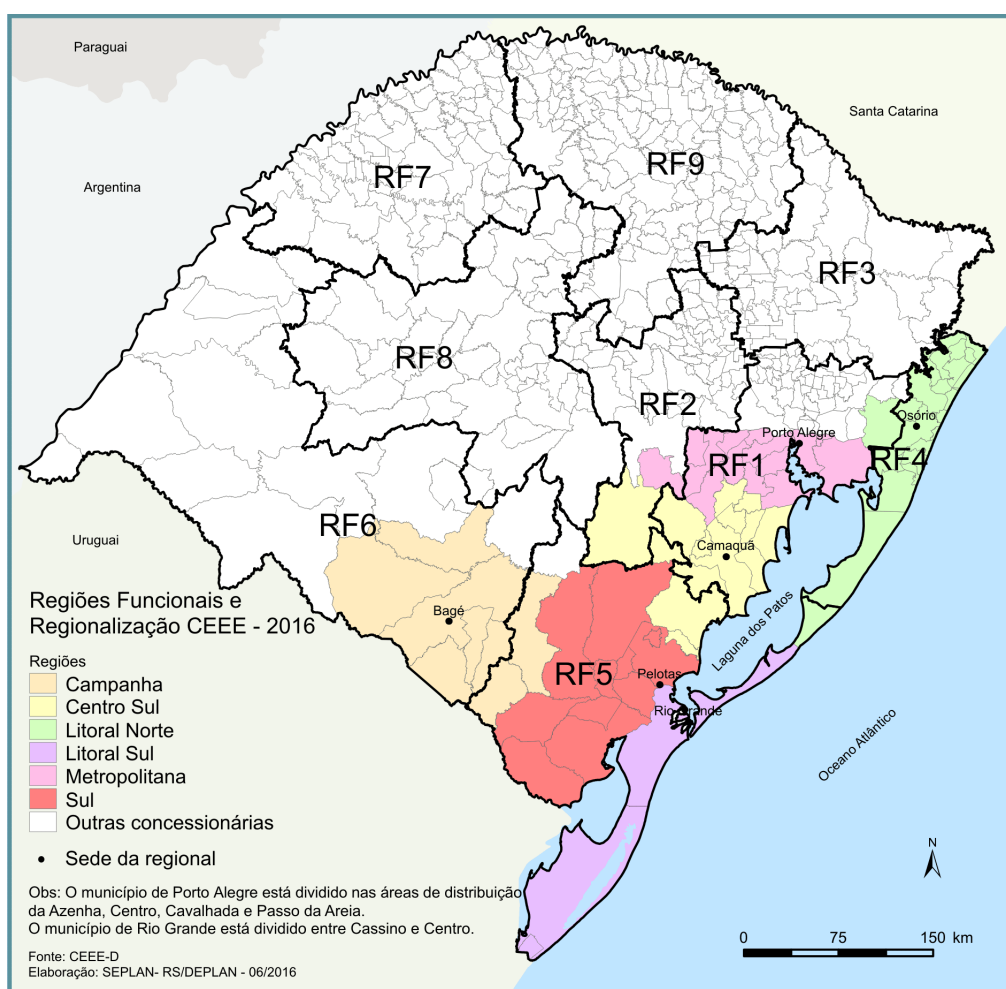 Paraguai
Santa Catarina
Argentina
RF7
RF9
RF3
RF8
RF2
Osório
Porto Alegre
RF1
RF4
RF6
Uruguai
Camaquã
Bagé
Laguna dos Patos
RF5
Pelotas
Rio Grande
Oceano Atlântico
Regiões Funcionais e
Regionalização CEEE - 2016
Regiões
Campanha
Centro Sul
Litoral Norte
Litoral Sul
Metropolitana
Sul
Outras concessionárias
Sede da regional
Obs: O município de Porto Alegre está dividido nas áreas de distribuição
da Azenha, Centro, Cavalhada e Passo da Areia.
O município de Rio Grande está dividido entre Cassino e Centro.
Fonte: CEEE-D
Elaboração: SEPLAN- RS/DEPLAN - 06/2016
N
0 75 150 km